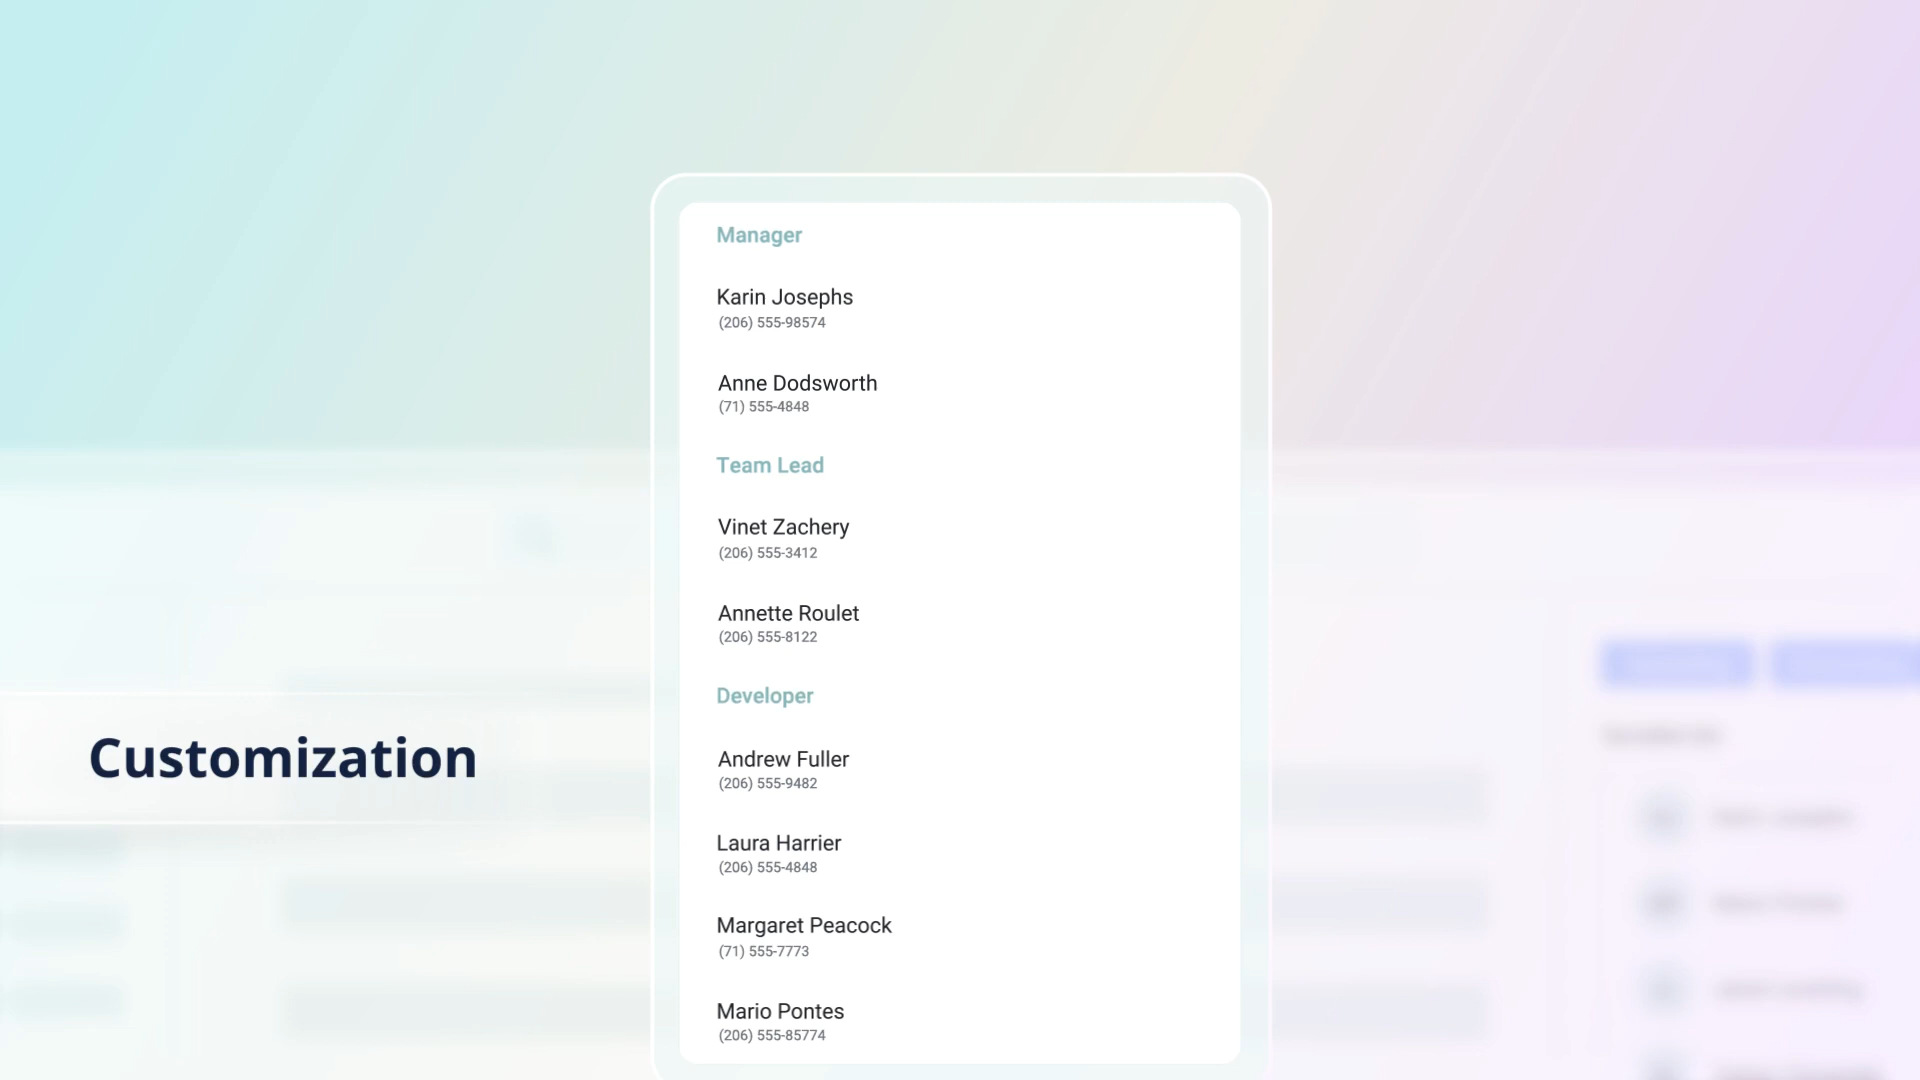 Manager
Karin Josephs
(206) 555-98574
Anne Dodsworth
(71) 555-4848
Team Lead
Vinet Zachery
(206) 555-3412
Annette Roulet
(206) 555-8122
Developer
Andrew Fuller
(206) 555-9482
Laura Harrier
(206) 555-4848
Margaret Peacock
(71) 555-7773
Mario Pontes
(206) 555-85774
Customization